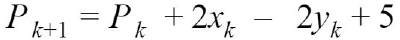 P_{k+1} = P_k + 2x_k − 2y_k + 5